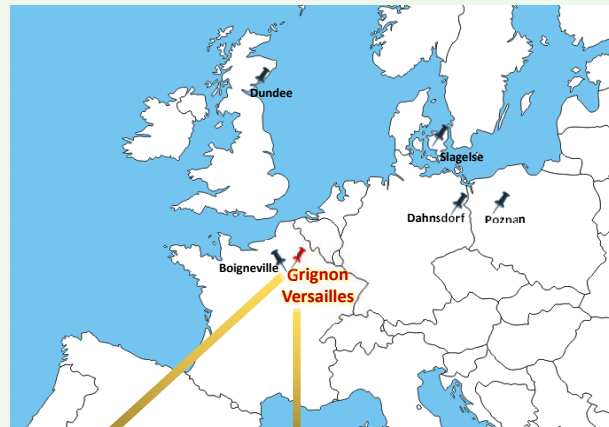 Dundee
Slagelse
Dahnsdorf
Poznan
Boigneville
Grignon
Versailles